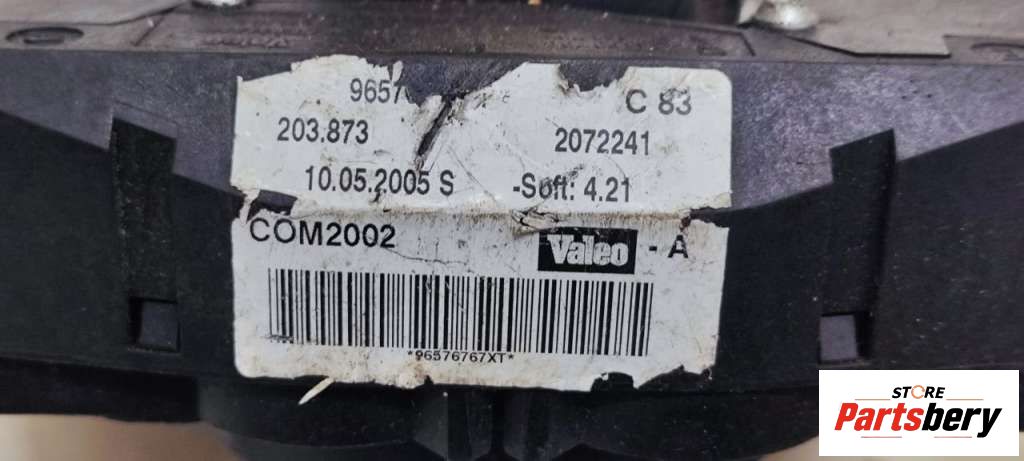 9657
C 83
203.873
2072241
10.05.2005 S
-Soft: 4.21
COM2002
Valeo
- A
*96576767XT*
STORE
Partsbery